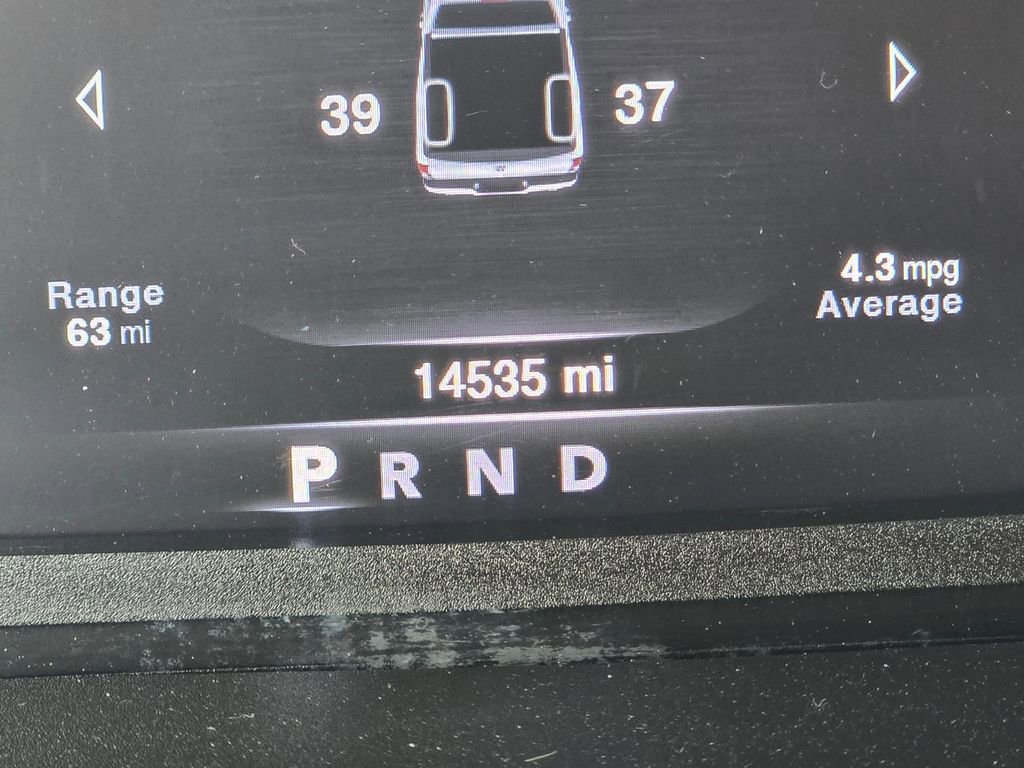 39 37
4.3 mpg
Average
Range
63 mi
14535 mi
P R N D